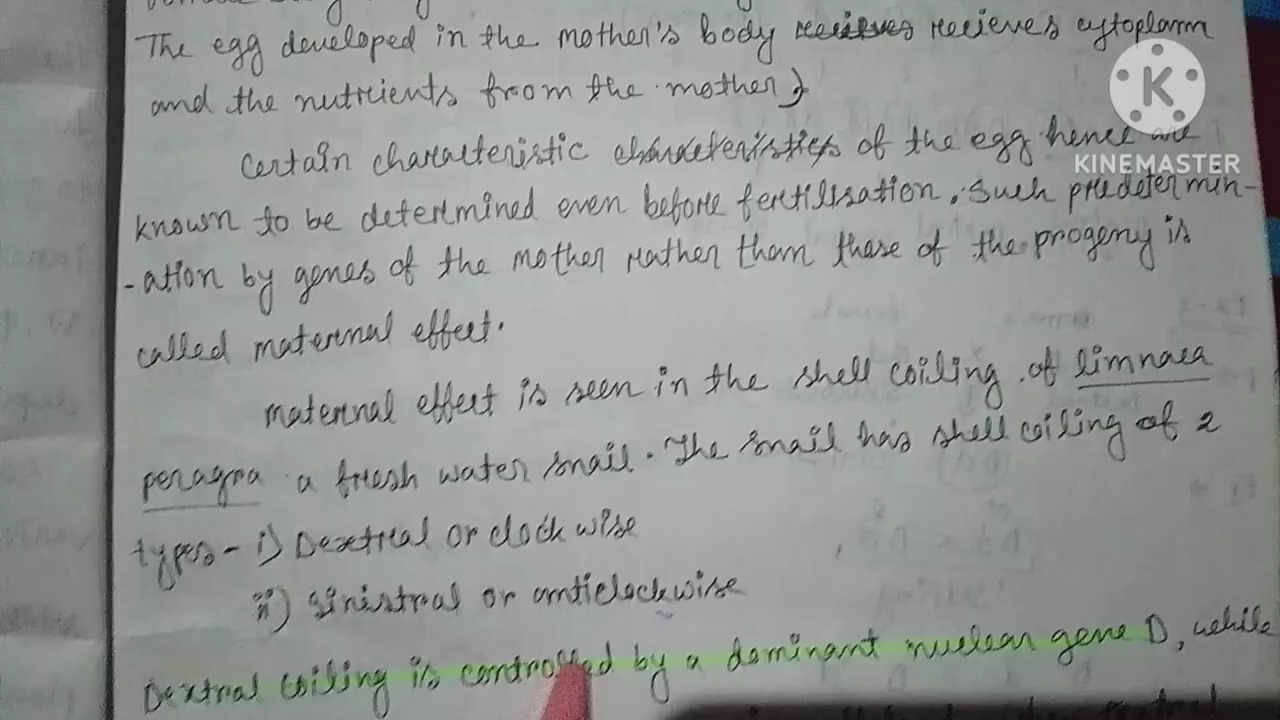 The egg developed in the mother's body recieves cytoplasm
and the nutrients from the mother
K
KINEMASTER
Certain characteristic characteristics of the egg hence are
known to be determined even before fertilisation. Such predetermin-
-ation by genes of the mother rather than those of the progeny is
called maternal effect.
maternal effect is seen in the shell coiling of limnaea
peragra a fresh water snail. The snail has shell coiling of 2
types - i) Dextral or clock wise
ii) sinistral or anticlockwise
Dextral coiling is controlled by a dominant nuclear gene D, while